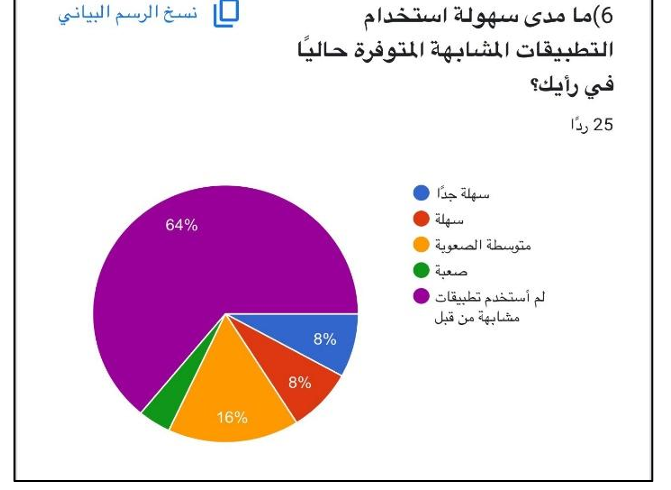 6)ما مدى سهولة استخدام
التطبيقات المشابهة المتوفرة حاليًا
في رأيك؟
نسخ الرسم البياني
25 ردًا
سهلة جدًا
سهلة
متوسطة الصعوبة
صعبة
لم أستخدم تطبيقات
مشابهة من قبل
64%
8%
8%
16%